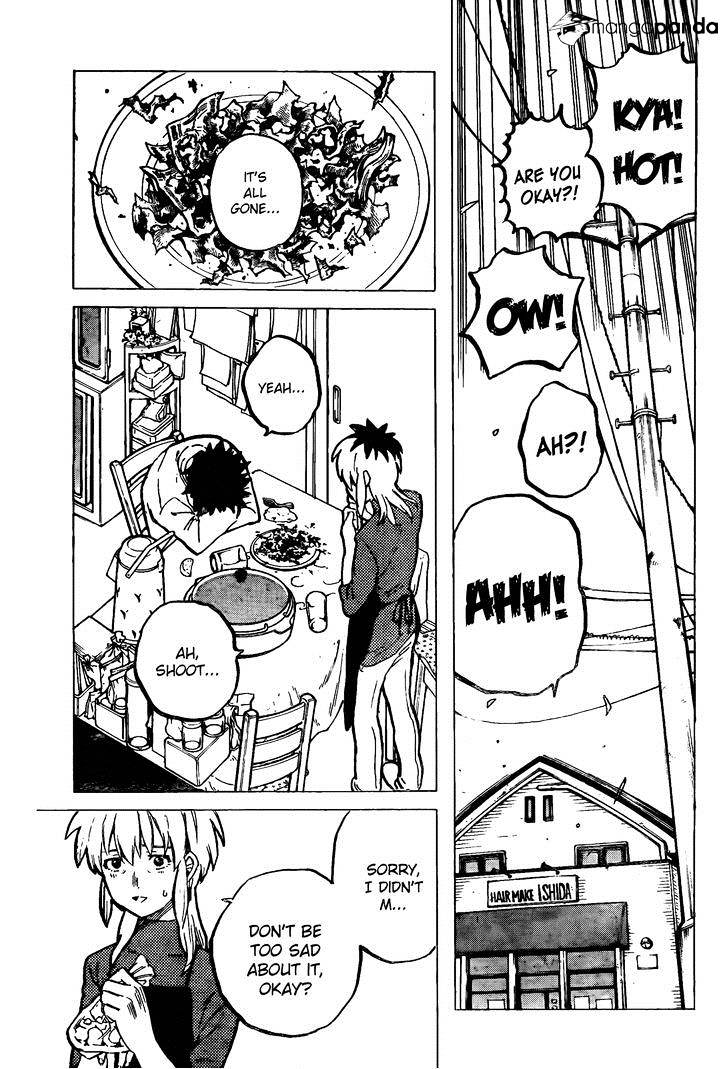 mangapanda
KYA!
HOT!
ARE YOU
OKAY?!
OW!
AH?!
AHH!
HAIR MAKE ISHIDA
IT'S
ALL
GONE...
YEAH...
AH,
SHOOT...
SORRY,
I DIDN'T
M...
DON'T BE
TOO SAD
ABOUT IT,
OKAY?